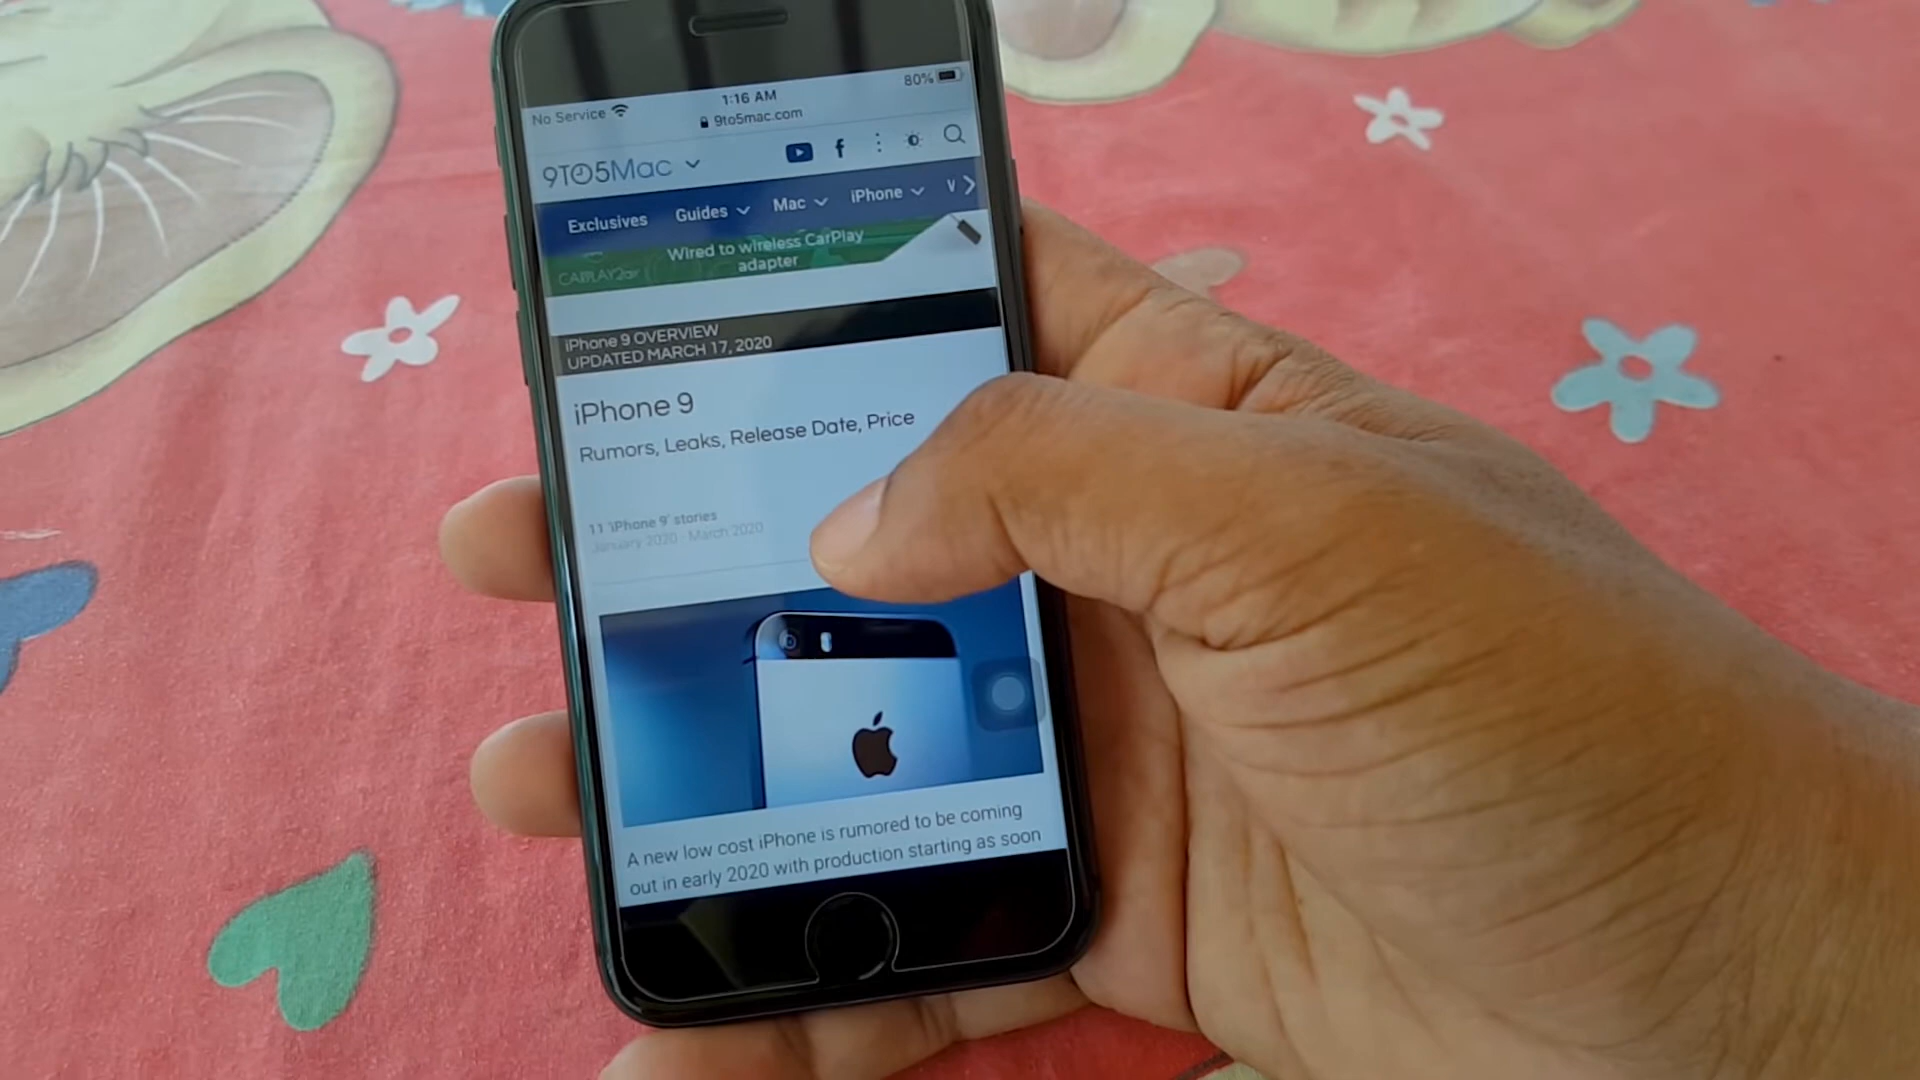 No Service
1:16 AM
80%
9to5mac.com
9TO5Mac
Exclusives Guides Mac iPhone
Wired to wireless CarPlay
adapter
CARPLAY2air
iPhone 9 OVERVIEW
UPDATED MARCH 17, 2020
iPhone 9
Rumors, Leaks, Release Date, Price
11 'iPhone 9' stories
January 2020 - March 2020
A new low cost iPhone is rumored to be coming
out in early 2020 with production starting as soon